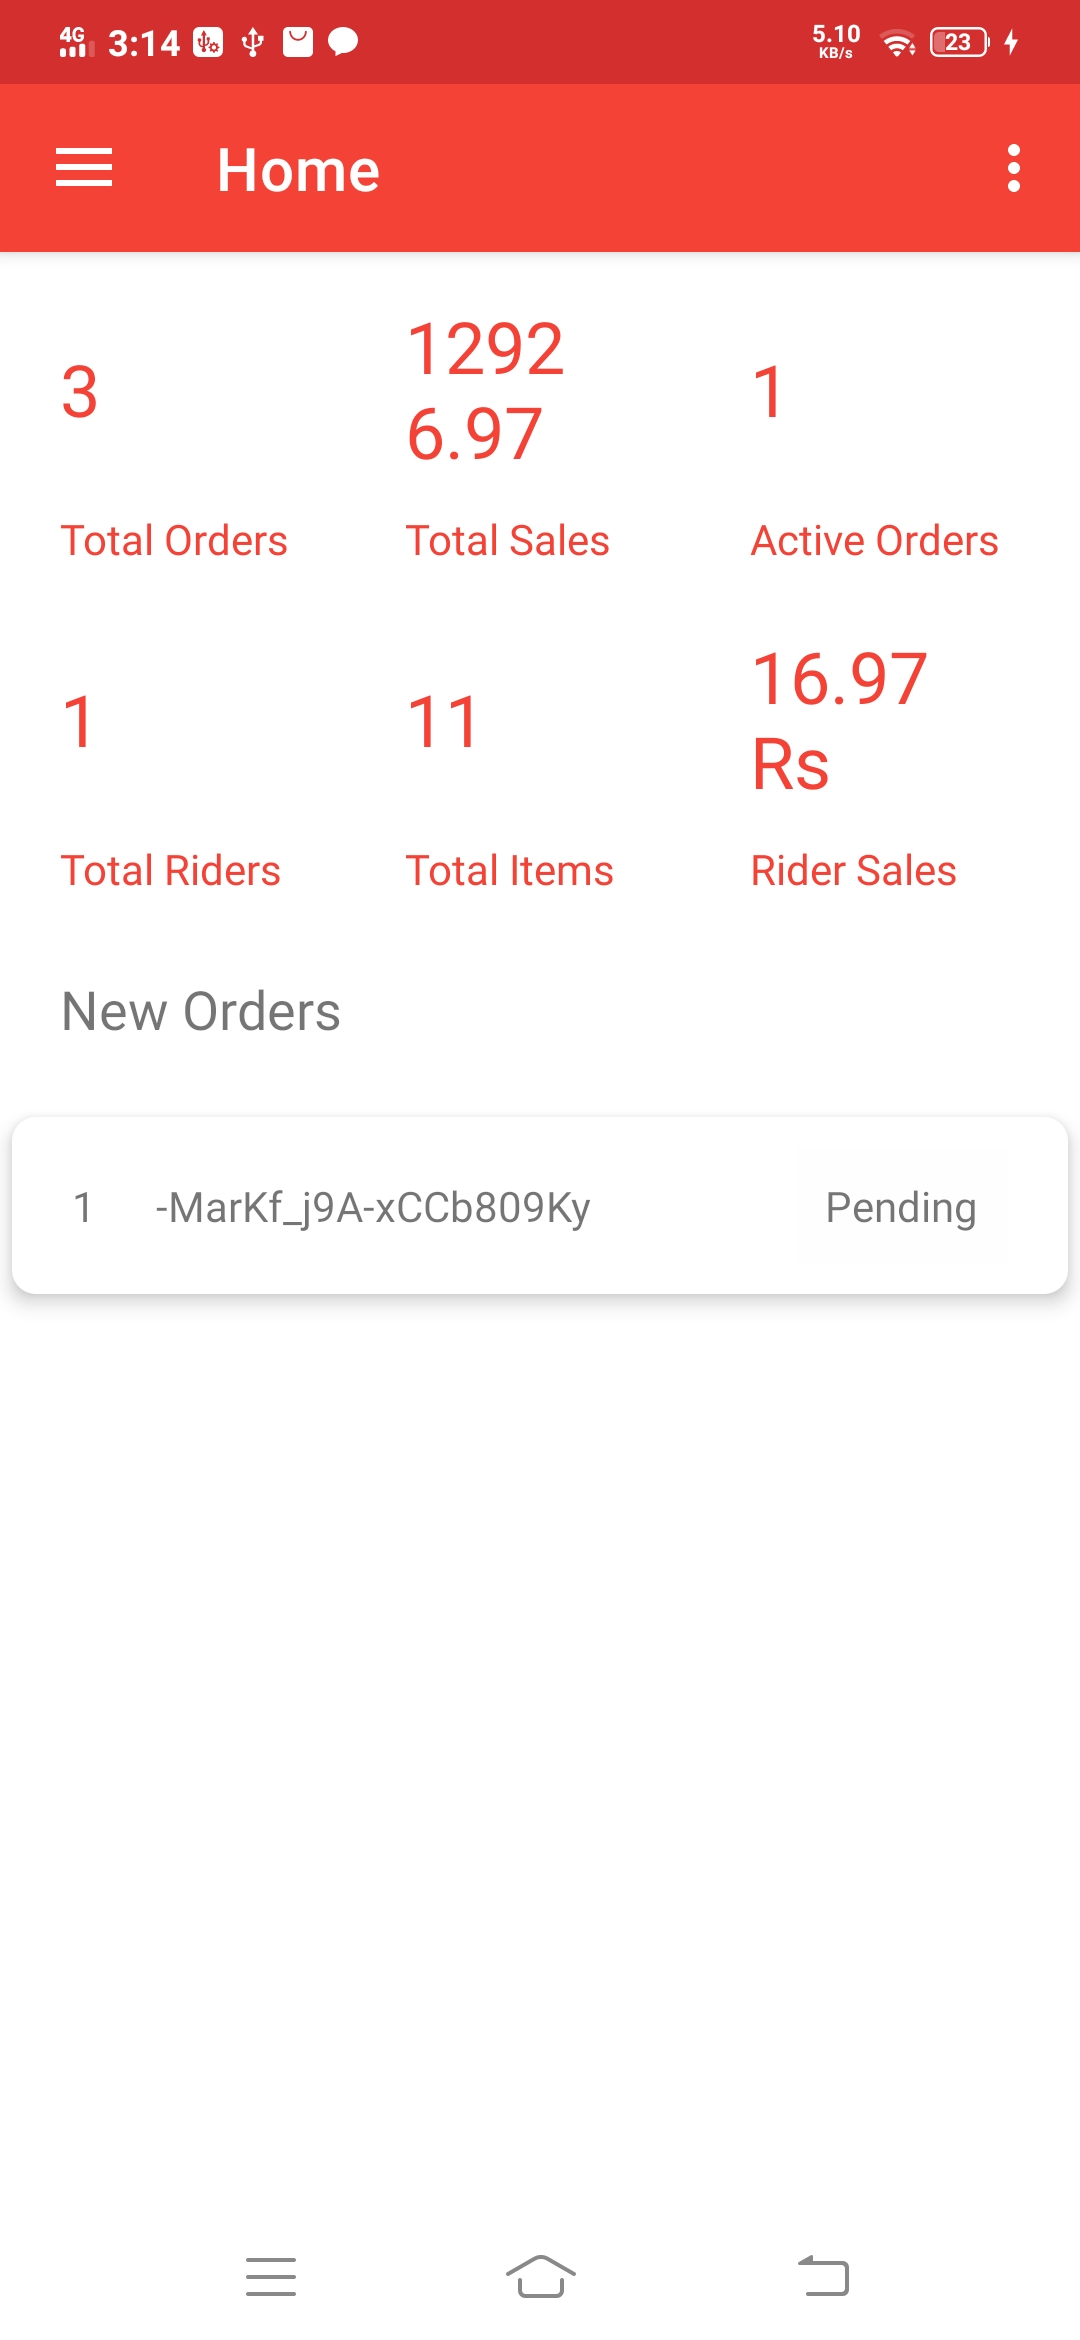 4G 3:14 5.10 KB/s 23
Home
3
1292
6.97
1
Total Orders
Total Sales
Active Orders
1
11
16.97
Rs
Total Riders
Total Items
Rider Sales
New Orders
1 -MarKf_j9A-xCCb809Ky Pending